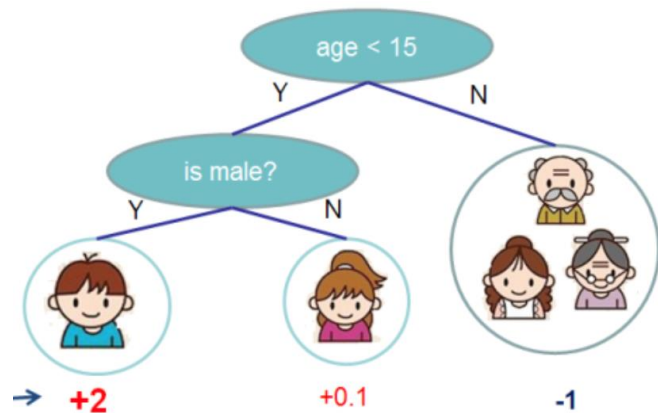 age < 15
Y
N
is male?
Y
N
→ +2
+0.1
-1